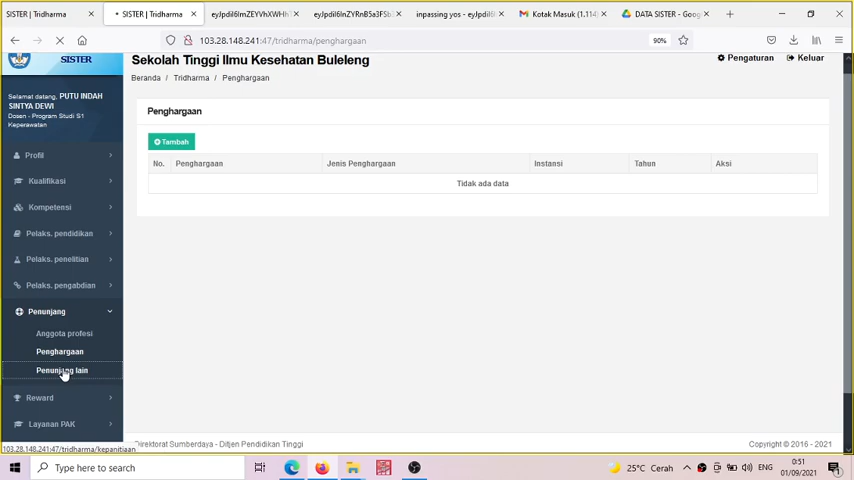 SISTER | Tridharma
SISTER | Tridharma
inpassing yos - eyJpdiI6Im
Kotak Masuk (1.114)
DATA SISTER - Goog
103.28.148.241:47/tridharma/penghargaan
90%
SISTER
Sekolah Tinggi Ilmu Kesehatan Buleleng
Pengaturan
Keluar
Beranda / Tridharma / Penghargaan
Selamat datang, PUTU INDAH
SINTYA DEWI
Dosen - Program Studi S1
Keperawatan
Penghargaan
Tambah
No.
Penghargaan
Jenis Penghargaan
Instansi
Tahun
Aksi
Tidak ada data
Profil
Kualifikasi
Kompetensi
Pelaks. pendidikan
Pelaks. penelitian
Pelaks. pengabdian
Penunjang
Anggota profesi
Penghargaan
Penunjang lain
Reward
Layanan PAK
103.28.148.241:47/tridharma/kepanitiaan
Direktorat Sumberdaya - Ditjen Pendidikan Tinggi
Copyright © 2016 - 2021
Type here to search
25°C Cerah
ENG
0:51
01/09/2021